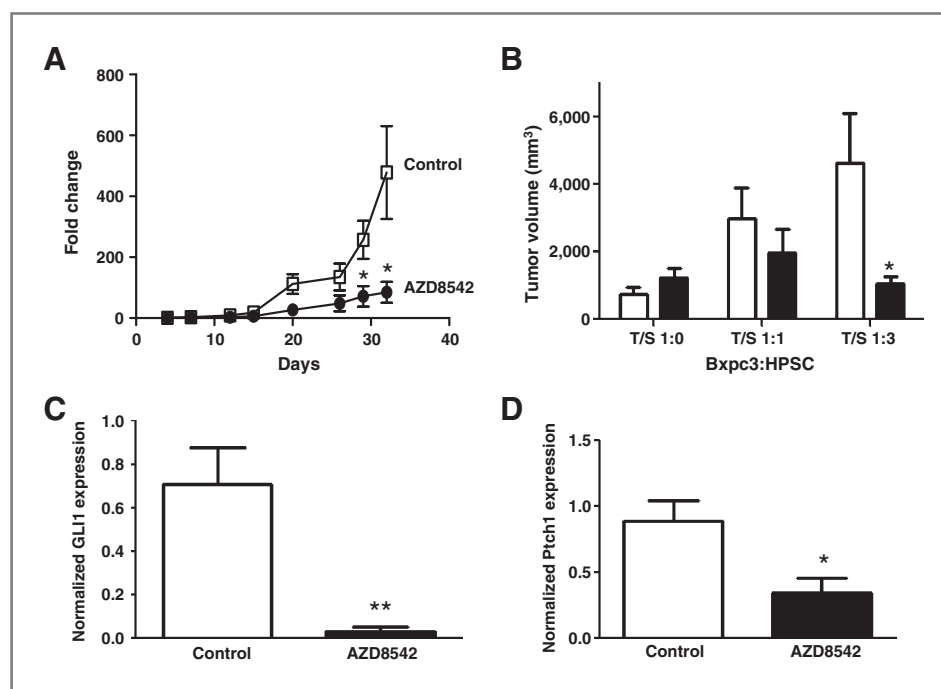 A
Fold change
800
600
400
200
0
0 10 20 30 40
Days
Control
* *
AZD8542
B
Tumor volume (mm3)
6,000
4,000
2,000
0
*
T/S 1:0 T/S 1:1 T/S 1:3
Bxpc3:HPSC
C
Normalized GLI1 expression
1.0
0.8
0.6
0.4
0.2
0.0
**
Control AZD8542
D
Normalized Ptch1 expression
1.5
1.0
0.5
0.0
*
Control AZD8542